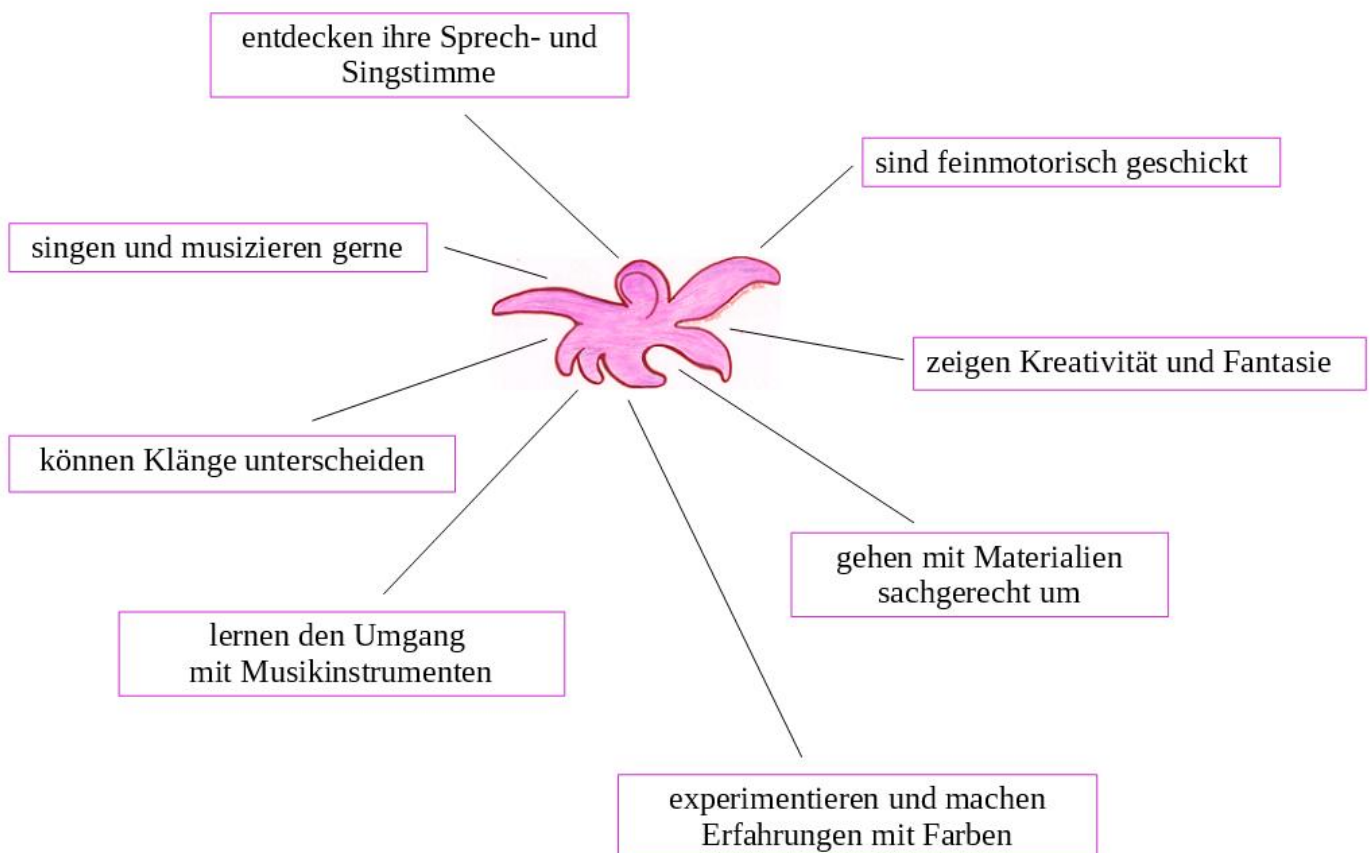 entdecken ihre Sprech- und
Singstimme
sind feinmotorisch geschickt
singen und musizieren gerne
zeigen Kreativität und Fantasie
können Klänge unterscheiden
gehen mit Materialien
sachgerecht um
lernen den Umgang
mit Musikinstrumenten
experimentieren und machen
Erfahrungen mit Farben